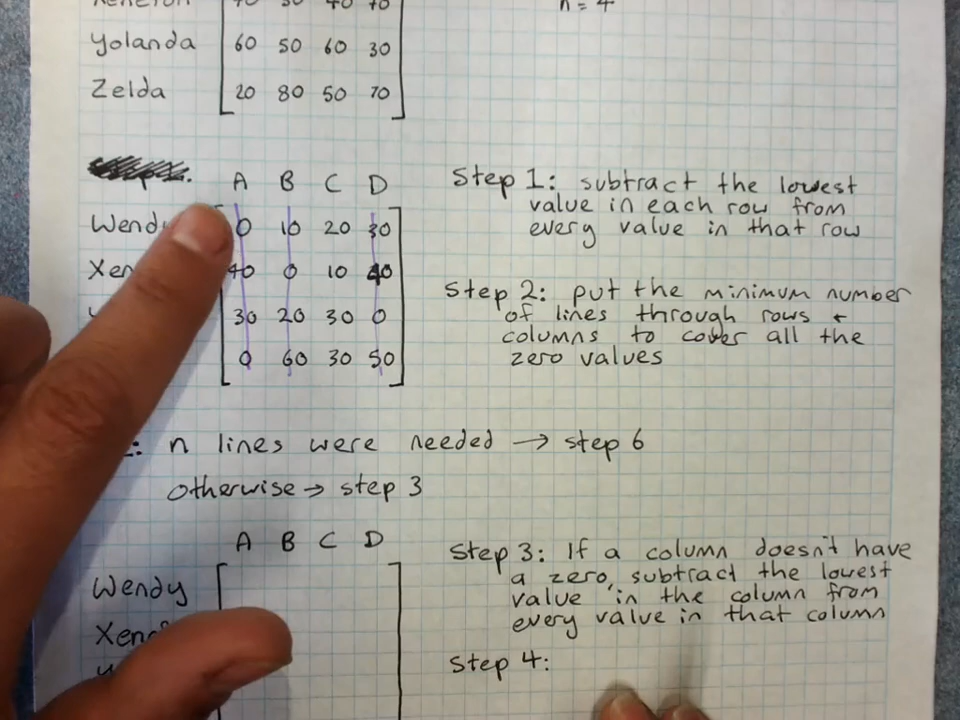 n = 4
Yolanda 60 50 60 30
Zelda 20 80 50 70
A B C D
Wendy 0 10 20 30
40 0 10 40
30 20 30 0
0 60 30 50
Step 1: subtract the lowest
value in each row from
every value in that row
Step 2: put the minimum number
of lines through rows +
columns to cover all the
zero values
n lines were needed → step 6
otherwise → step 3
A B C D
Wendy
Step 3: If a column doesn't have
a zero, subtract the lowest
value in the column from
every value in that column
Step 4: